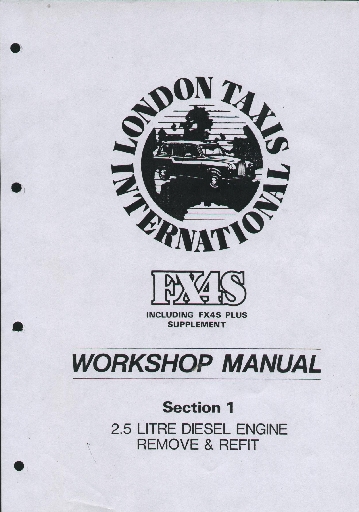 LONDON TAXIS
INTERNATIONAL
FX4S
INCLUDING FX4S PLUS
SUPPLEMENT
WORKSHOP MANUAL
Section 1
2.5 LITRE DIESEL ENGINE
REMOVE & REFIT